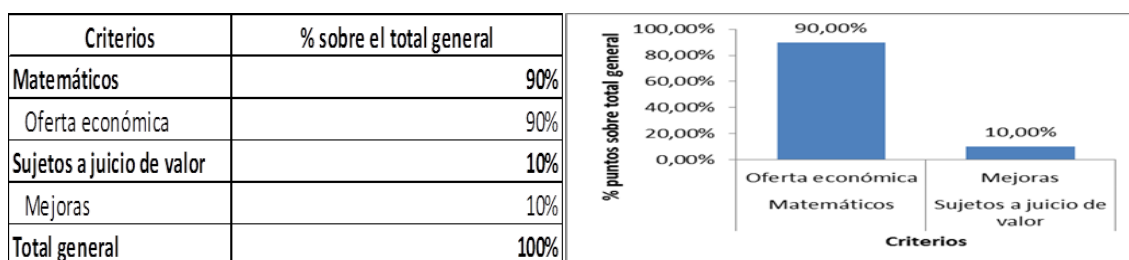 Criterios % sobre el total general
Matemáticos 90%
Oferta económica 90%
Sujetos a juicio de valor 10%
Mejoras 10%
Total general 100%
% puntos sobre total general
100,00%
80,00%
60,00%
40,00%
20,00%
0,00%
90,00%
10,00%
Oferta económica Mejoras
Matemáticos Sujetos a juicio de
valor
Criterios